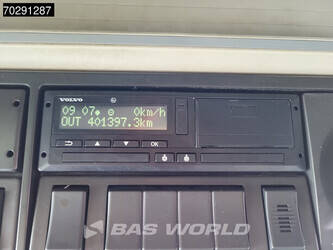 70291287
VOLVO
09 07• e 0km/h
OUT 401397.3km
OK
BAS WORLD